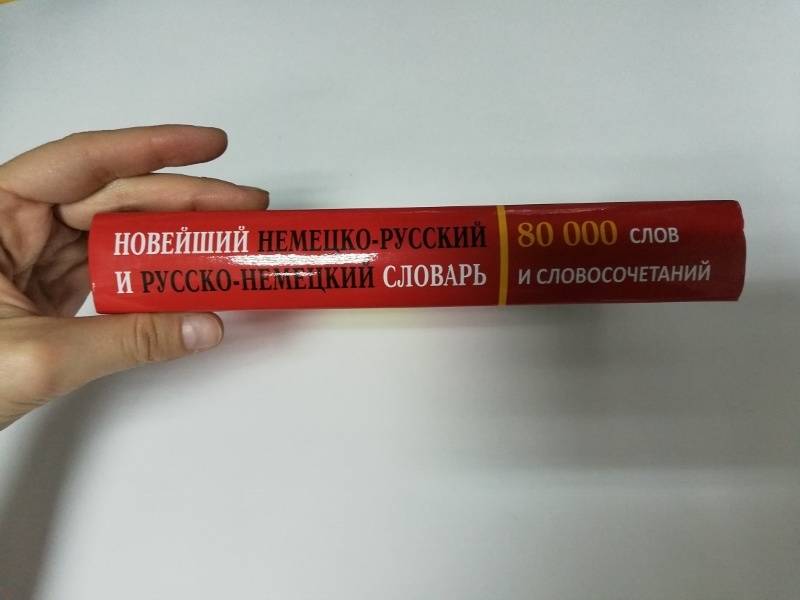 НОВЕЙШИЙ НЕМЕЦКО-РУССКИЙ
И РУССКО-НЕМЕЦКИЙ СЛОВАРЬ
80 000 СЛОВ
И СЛОВОСОЧЕТАНИЙ